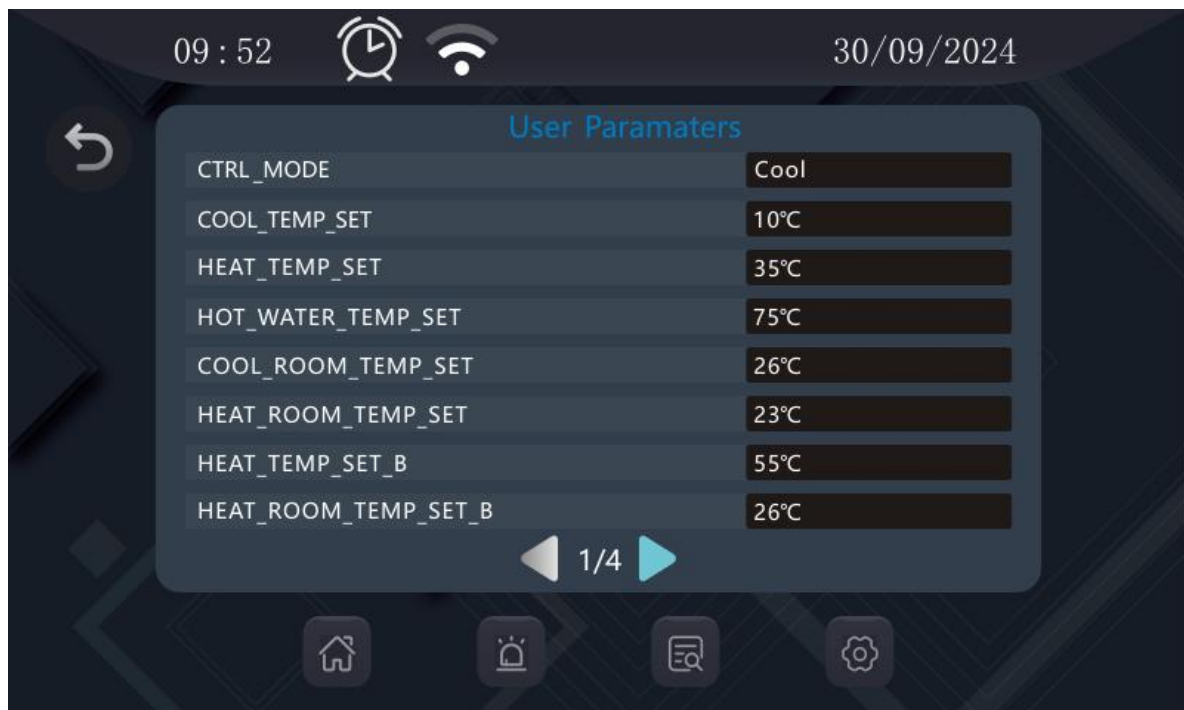 09 : 52 30/09/2024
User Paramaters
CTRL_MODE Cool
COOL_TEMP_SET 10℃
HEAT_TEMP_SET 35℃
HOT_WATER_TEMP_SET 75℃
COOL_ROOM_TEMP_SET 26℃
HEAT_ROOM_TEMP_SET 23℃
HEAT_TEMP_SET_B 55℃
HEAT_ROOM_TEMP_SET_B 26℃
1/4